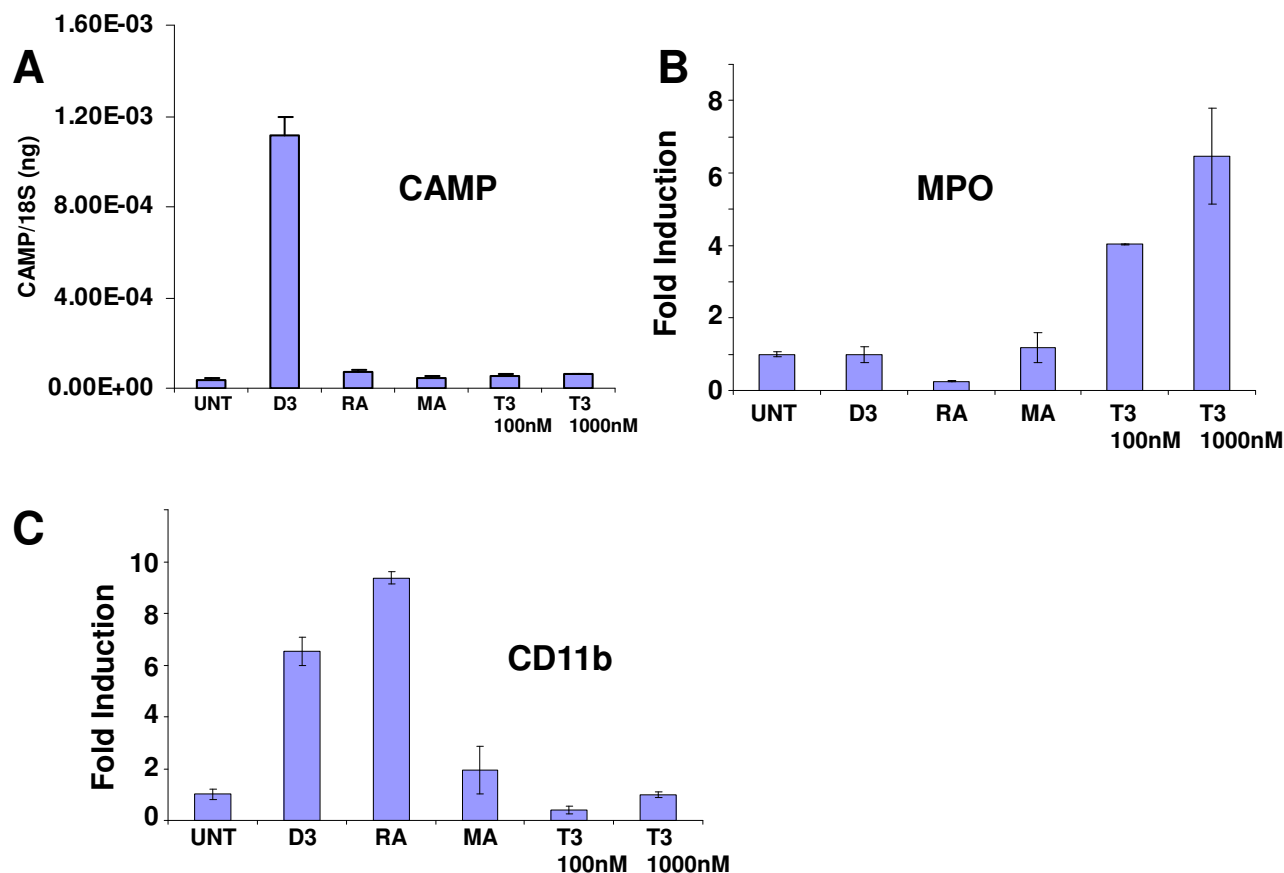 A
CAMP/18S (ng)
1.60E-03
1.20E-03
8.00E-04
4.00E-04
0.00E+00
CAMP
UNT D3 RA MA T3 T3
100nM 1000nM
B
Fold Induction
8
6
4
2
0
MPO
UNT D3 RA MA T3 T3
100nM 1000nM
C
Fold Induction
10
8
6
4
2
0
CD11b
UNT D3 RA MA T3 T3
100nM 1000nM